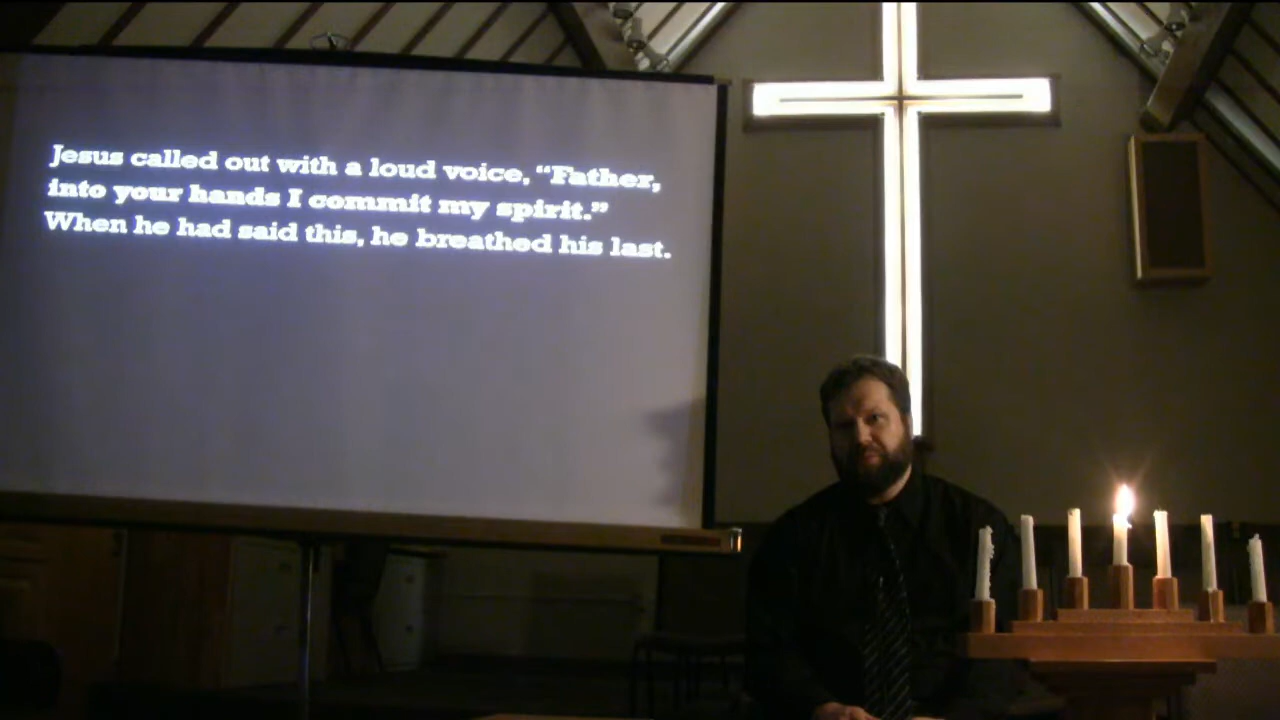 Jesus called out with a loud voice, “Father,
into your hands I commit my spirit.”
When he had said this, he breathed his last.